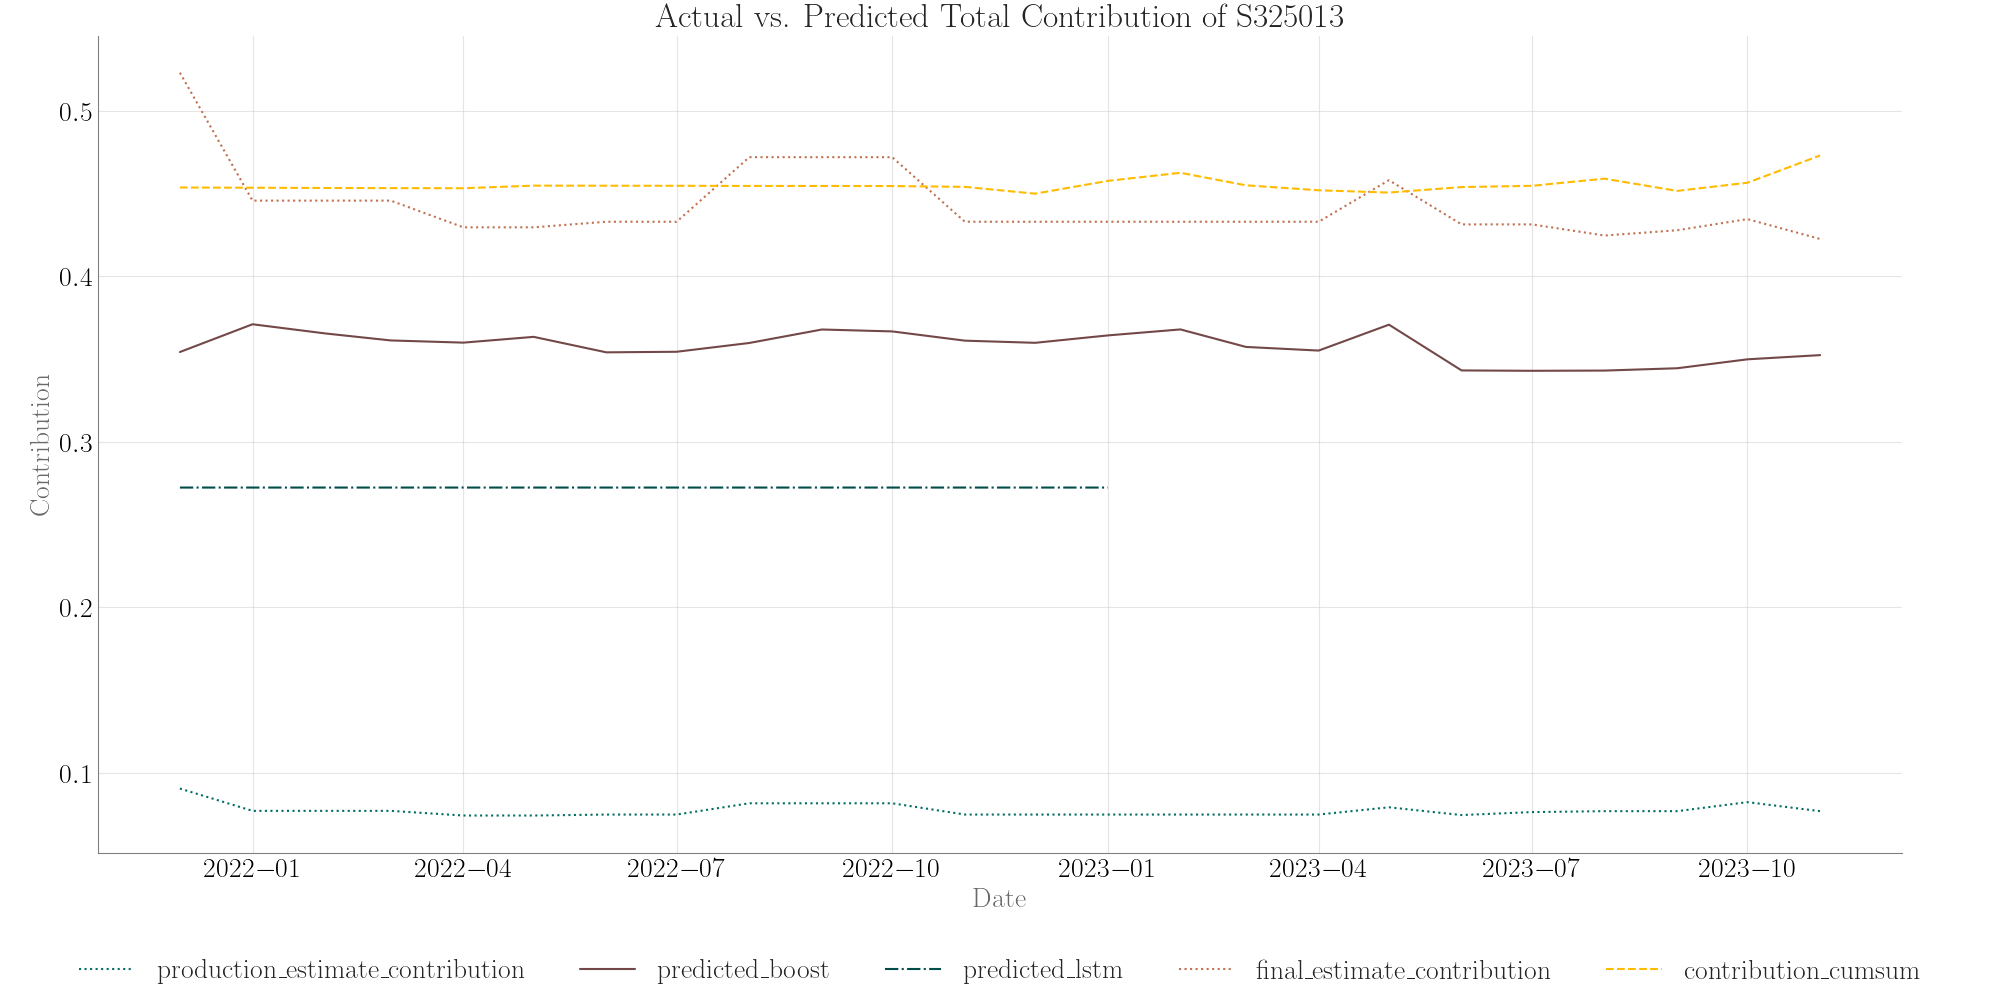 Actual vs. Predicted Total Contribution of S325013
0.5
0.4
0.3
0.2
0.1
Contribution
2022−01 2022−04 2022−07 2022−10 2023−01 2023−04 2023−07 2023−10
Date
production_estimate_contribution predicted_boost predicted_lstm final_estimate_contribution contribution_cumsum